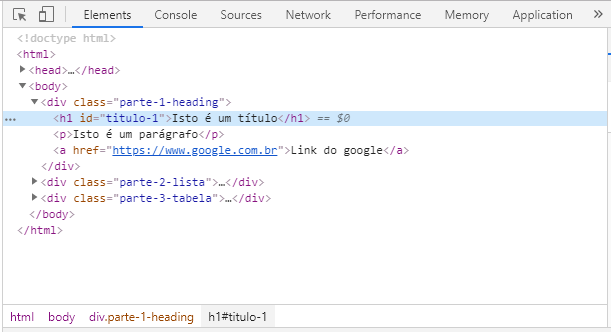 Elements Console Sources Network Performance Memory Application »
<!doctype html>
<html>
<head>…</head>
<body>
<div class="parte-1-heading">
<h1 id="titulo-1">Isto é um título</h1> == $0
<p>Isto é um parágrafo</p>
<a href="https://www.google.com.br">Link do google</a>
</div>
<div class="parte-2-lista">…</div>
<div class="parte-3-tabela">…</div>
</body>
</html>
html body div.parte-1-heading h1#titulo-1